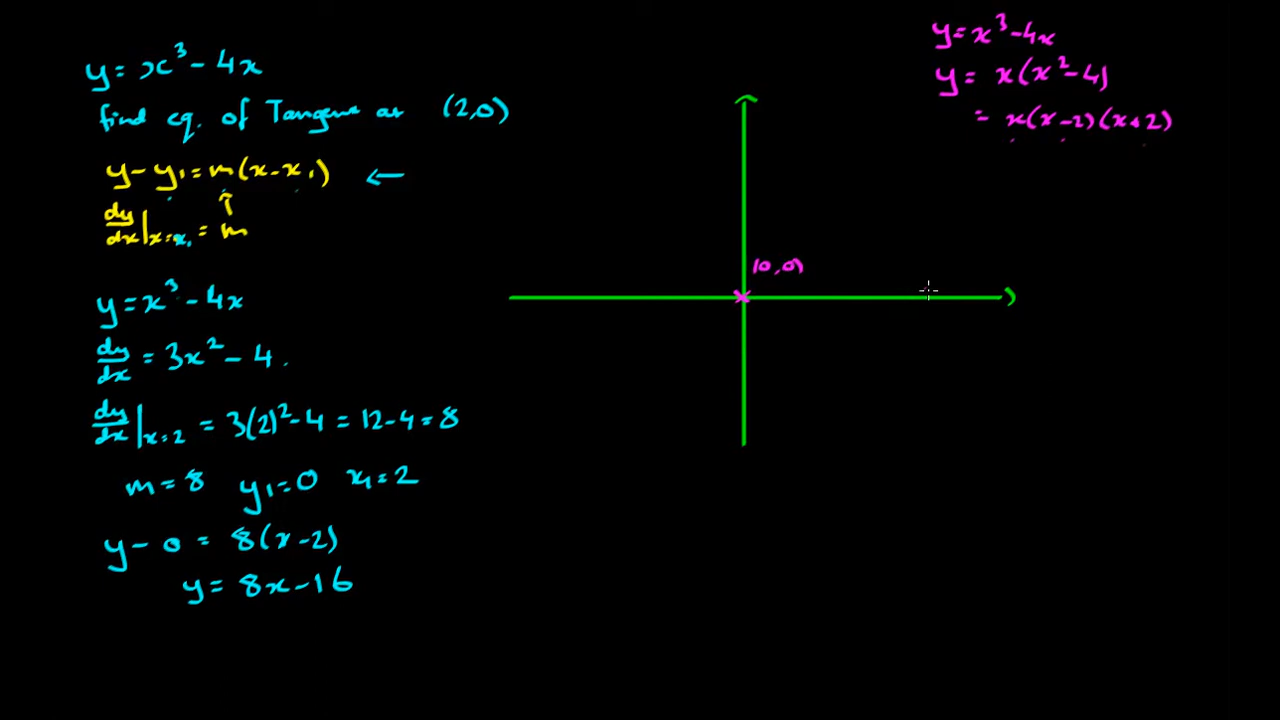 y = x³ - 4x
find eq. of Tangent at (2,0)
y - y₁ = m(x - x₁) ←
↑
dy/dx |x=x₁ = m
y = x³ - 4x
dy/dx = 3x² - 4.
dy/dx |x=2 = 3(2)² - 4 = 12 - 4 = 8
m = 8 y₁ = 0 x₁ = 2
y - 0 = 8(x - 2)
y = 8x - 16
y = x³ - 4x
y = x(x² - 4)
= x(x - 2)(x + 2)
(0,0)